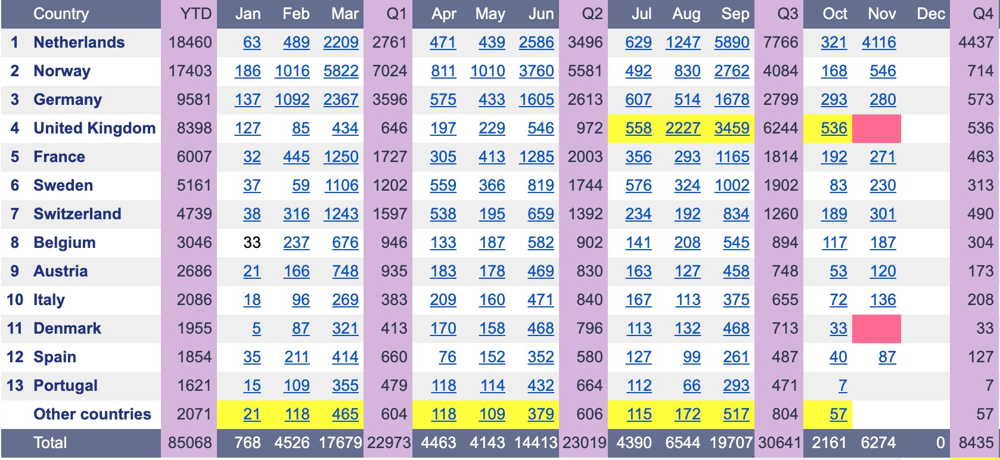 Country YTD Jan Feb Mar Q1 Apr May Jun Q2 Jul Aug Sep Q3 Oct Nov Dec Q4
1 Netherlands 18460 63 489 2209 2761 471 439 2586 3496 629 1247 5890 7766 321 4116 4437
2 Norway 17403 186 1016 5822 7024 811 1010 3760 5581 492 830 2762 4084 168 546 714
3 Germany 9581 137 1092 2367 3596 575 433 1605 2613 607 514 1678 2799 293 280 573
4 United Kingdom 8398 127 85 434 646 197 229 546 972 558 2227 3459 6244 536 536
5 France 6007 32 445 1250 1727 305 413 1285 2003 356 293 1165 1814 192 271 463
6 Sweden 5161 37 59 1106 1202 559 366 819 1744 576 324 1002 1902 83 230 313
7 Switzerland 4739 38 316 1243 1597 538 195 659 1392 234 192 834 1260 189 301 490
8 Belgium 3046 33 237 676 946 133 187 582 902 141 208 545 894 117 187 304
9 Austria 2686 21 166 748 935 183 178 469 830 163 127 458 748 53 120 173
10 Italy 2086 18 96 269 383 209 160 471 840 167 113 375 655 72 136 208
11 Denmark 1955 5 87 321 413 170 158 468 796 113 132 468 713 33 33
12 Spain 1854 35 211 414 660 76 152 352 580 127 99 261 487 40 87 127
13 Portugal 1621 15 109 355 479 118 114 432 664 112 66 293 471 7 7
Other countries 2071 21 118 465 604 118 109 379 606 115 172 517 804 57 57
Total 85068 768 4526 17679 22973 4463 4143 14413 23019 4390 6544 19707 30641 2161 6274 0 8435